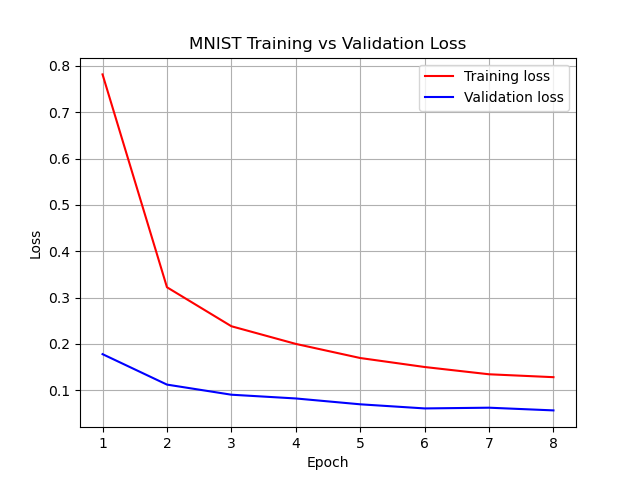 MNIST Training vs Validation Loss
Training loss
Validation loss
0.8
0.7
0.6
0.5
0.4
0.3
0.2
0.1
Loss
1 2 3 4 5 6 7 8
Epoch